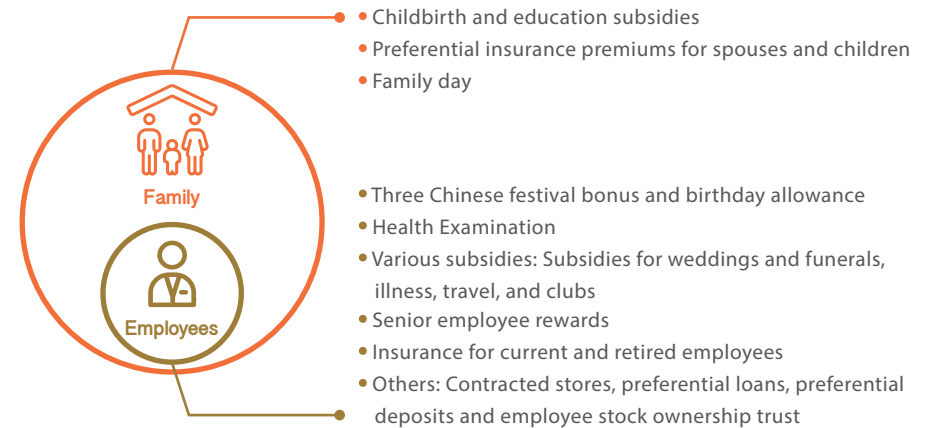 • Childbirth and education subsidies
• Preferential insurance premiums for spouses and children
• Family day
Family
• Three Chinese festival bonus and birthday allowance
• Health Examination
• Various subsidies: Subsidies for weddings and funerals,
illness, travel, and clubs
Employees
• Senior employee rewards
• Insurance for current and retired employees
• Others: Contracted stores, preferential loans, preferential
deposits and employee stock ownership trust